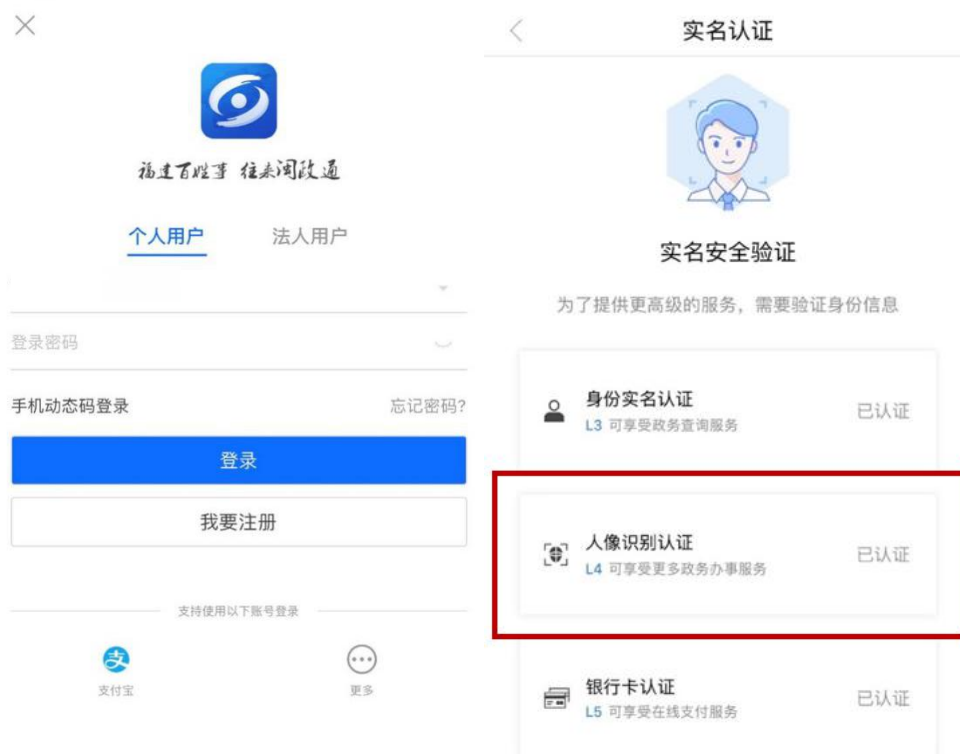 福建百姓事 往来闽政通
个人用户 法人用户
登录密码
手机动态码登录 忘记密码?
登录
我要注册
支持使用以下账号登录
支
支付宝 更多
实名认证
实名安全验证
为了提供更高级的服务，需要验证身份信息
身份实名认证
L3 可享受政务查询服务
已认证
人像识别认证
L4 可享受更多政务办事服务
已认证
银行卡认证
L5 可享受在线支付服务
已认证